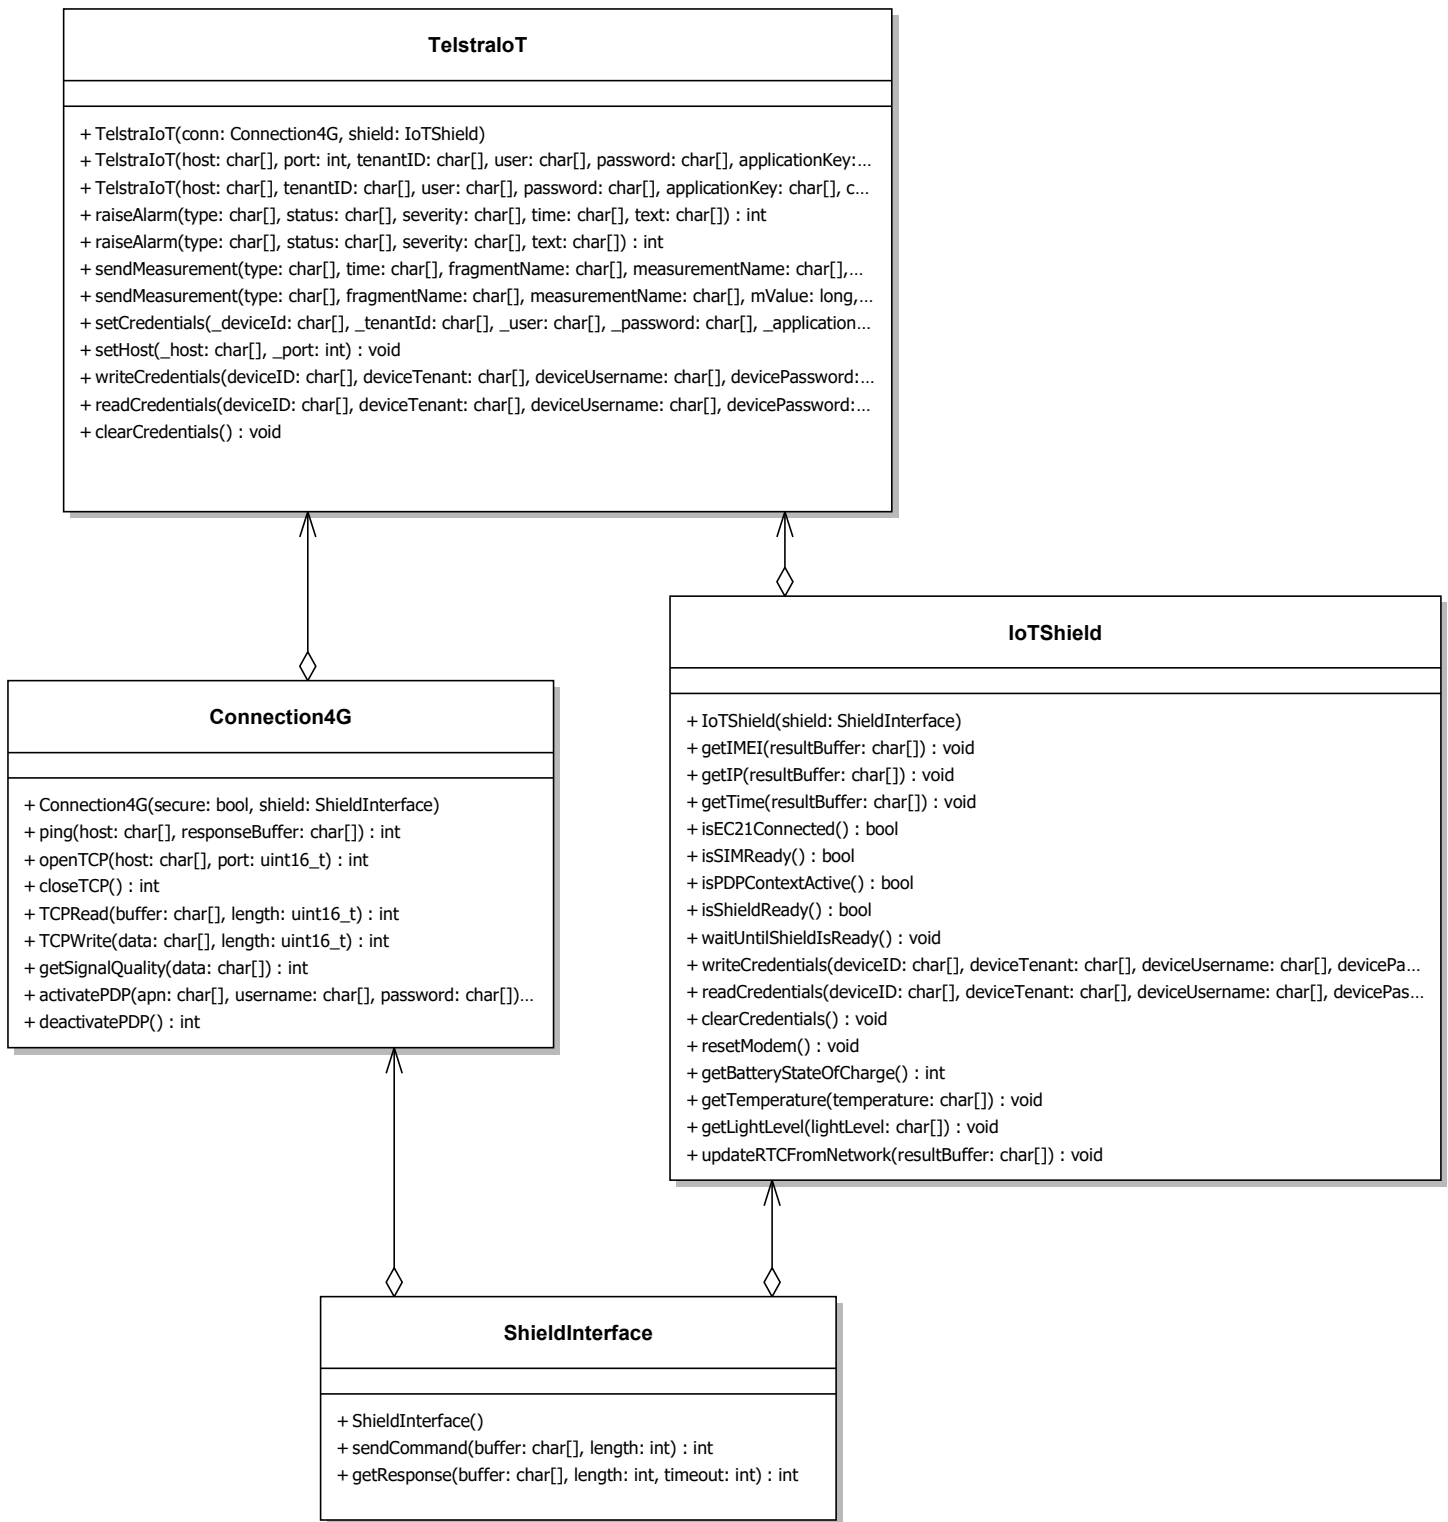 TelstraIoT
+ TelstraIoT(conn: Connection4G, shield: IoTShield)
+ TelstraIoT(host: char[], port: int, tenantID: char[], user: char[], password: char[], applicationKey:...
+ TelstraIoT(host: char[], tenantID: char[], user: char[], password: char[], applicationKey: char[], c...
+ raiseAlarm(type: char[], status: char[], severity: char[], time: char[], text: char[]) : int
+ raiseAlarm(type: char[], status: char[], severity: char[], text: char[]) : int
+ sendMeasurement(type: char[], time: char[], fragmentName: char[], measurementName: char[],...
+ sendMeasurement(type: char[], fragmentName: char[], measurementName: char[], mValue: long,...
+ setCredentials(_deviceId: char[], _tenantId: char[], _user: char[], _password: char[], _application...
+ setHost(_host: char[], _port: int) : void
+ writeCredentials(deviceID: char[], deviceTenant: char[], deviceUsername: char[], devicePassword:...
+ readCredentials(deviceID: char[], deviceTenant: char[], deviceUsername: char[], devicePassword:...
+ clearCredentials() : void
IoTShield
+ IoTShield(shield: ShieldInterface)
+ getIMEI(resultBuffer: char[]) : void
+ getIP(resultBuffer: char[]) : void
+ getTime(resultBuffer: char[]) : void
+ isEC21Connected() : bool
+ isSIMReady() : bool
+ isPDPContextActive() : bool
+ isShieldReady() : bool
+ waitUntilShieldIsReady() : void
+ writeCredentials(deviceID: char[], deviceTenant: char[], deviceUsername: char[], devicePa...
+ readCredentials(deviceID: char[], deviceTenant: char[], deviceUsername: char[], devicePas...
+ clearCredentials() : void
+ resetModem() : void
+ getBatteryStateOfCharge() : int
+ getTemperature(temperature: char[]) : void
+ getLightLevel(lightLevel: char[]) : void
+ updateRTCFromNetwork(resultBuffer: char[]) : void
Connection4G
+ Connection4G(secure: bool, shield: ShieldInterface)
+ ping(host: char[], responseBuffer: char[]) : int
+ openTCP(host: char[], port: uint16_t) : int
+ closeTCP() : int
+ TCPRead(buffer: char[], length: uint16_t) : int
+ TCPWrite(data: char[], length: uint16_t) : int
+ getSignalQuality(data: char[]) : int
+ activatePDP(apn: char[], username: char[], password: char[])...
+ deactivatePDP() : int
ShieldInterface
+ ShieldInterface()
+ sendCommand(buffer: char[], length: int) : int
+ getResponse(buffer: char[], length: int, timeout: int) : int